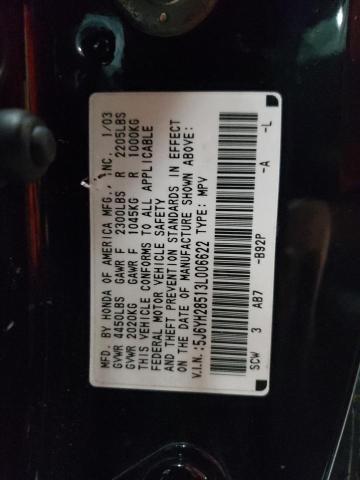 MFD. BY HONDA OF AMERICA MFG., INC. 1/03
GVWR 4450LBS GAWR F 2300LBS R 2205LBS
GVWR 2020KG GAWR F 1045KG R 1000KG
THIS VEHICLE CONFORMS TO ALL APPLICABLE
FEDERAL MOTOR VEHICLE SAFETY
AND THEFT PREVENTION STANDARDS IN EFFECT
ON THE DATE OF MANUFACTURE SHOWN ABOVE:
V.I.N.:5J6YH28513L006622 TYPE: MPV
SCW 3 AB7 -B92P -A -L